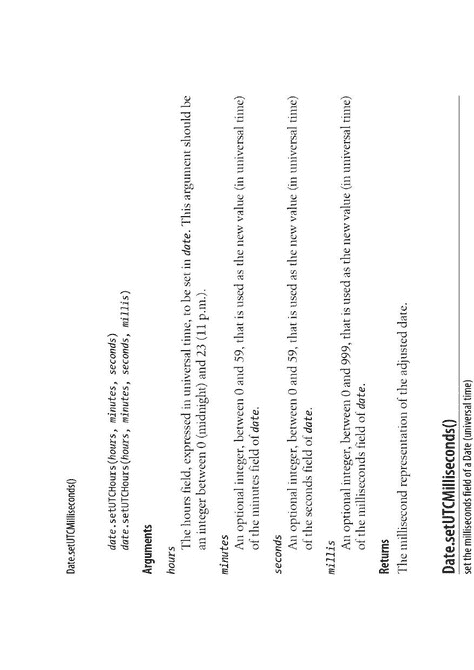 Date.setUTCMilliseconds()
date.setUTCHours(hours, minutes, seconds)
date.setUTCHours(hours, minutes, seconds, millis)
Arguments
hours
The hours field, expressed in universal time, to be set in date. This argument should be
an integer between 0 (midnight) and 23 (11 p.m.).
minutes
An optional integer, between 0 and 59, that is used as the new value (in universal time)
of the minutes field of date.
seconds
An optional integer, between 0 and 59, that is used as the new value (in universal time)
of the seconds field of date.
millis
An optional integer, between 0 and 999, that is used as the new value (in universal time)
of the milliseconds field of date.
Returns
The millisecond representation of the adjusted date.
Date.setUTCMilliseconds()
set the milliseconds field of a Date (universal time)